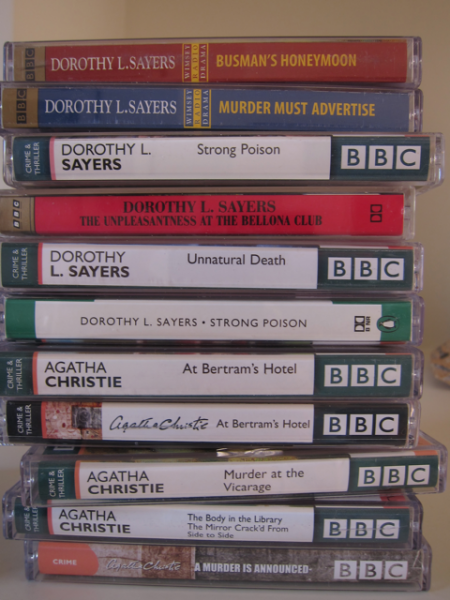 BBC DOROTHY L. SAYERS WIMSEY RADIO DRAMA BUSMAN'S HONEYMOON
BBC DOROTHY L. SAYERS WIMSEY RADIO DRAMA MURDER MUST ADVERTISE
CRIME & THRILLER DOROTHY L. SAYERS Strong Poison BBC
BBC DOROTHY L. SAYERS
THE UNPLEASANTNESS AT THE BELLONA CLUB
CRIME & THRILLER DOROTHY L. SAYERS Unnatural Death BBC
DOROTHY L. SAYERS • STRONG POISON
CRIME & THRILLER AGATHA CHRISTIE At Bertram's Hotel BBC
CRIME & THRILLER Agatha Christie At Bertram's Hotel BBC
CRIME & THRILLER AGATHA CHRISTIE Murder at the Vicarage BBC
CRIME & THRILLER AGATHA CHRISTIE The Body in the Library
The Mirror Crack'd From Side to Side BBC
CRIME Agatha Christie A MURDER IS ANNOUNCED BBC